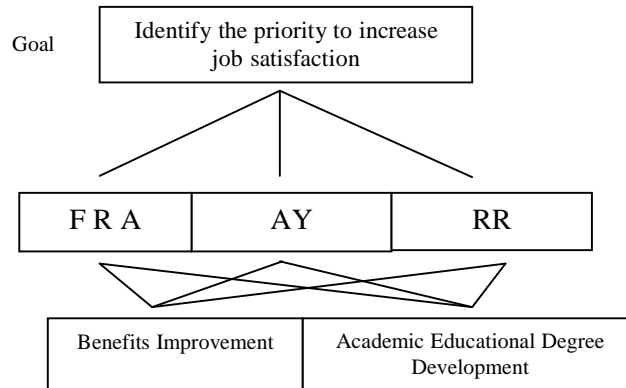 Goal
Identify the priority to increase
job satisfaction
F R A
AY
RR
Benefits Improvement
Academic Educational Degree
Development